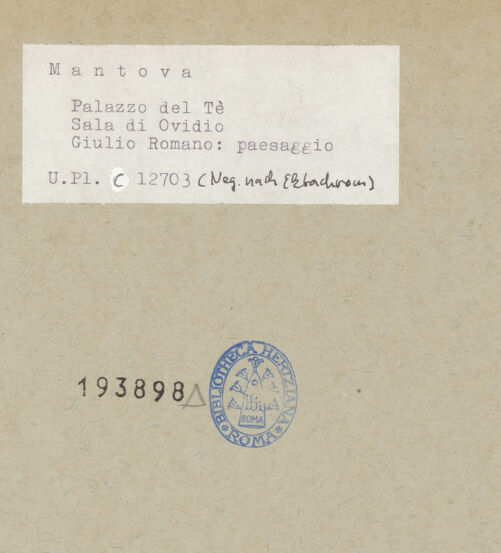 Mantova
Palazzo del Tè
Sala di Ovidio
Giulio Romano: paesaggio
U.Pl. C 12703 (Neg. nach Ektachrom)
193898
BIBLIOTHECA HERTZIANA
ROMA
ROMA